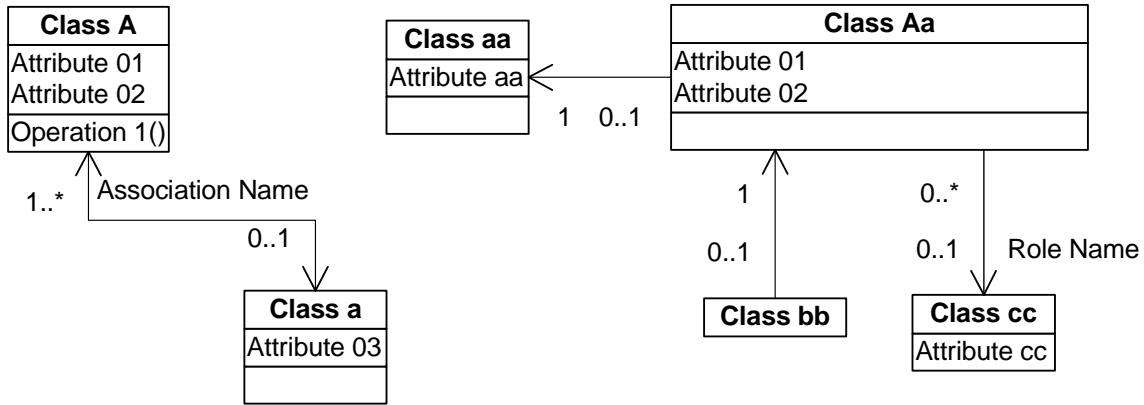 Class A
Attribute 01
Attribute 02
Operation 1()
1..*
Association Name
0..1
Class a
Attribute 03
Class aa
Attribute aa
1
0..1
Class Aa
Attribute 01
Attribute 02
1
0..1
Class bb
0..*
0..1
Role Name
Class cc
Attribute cc